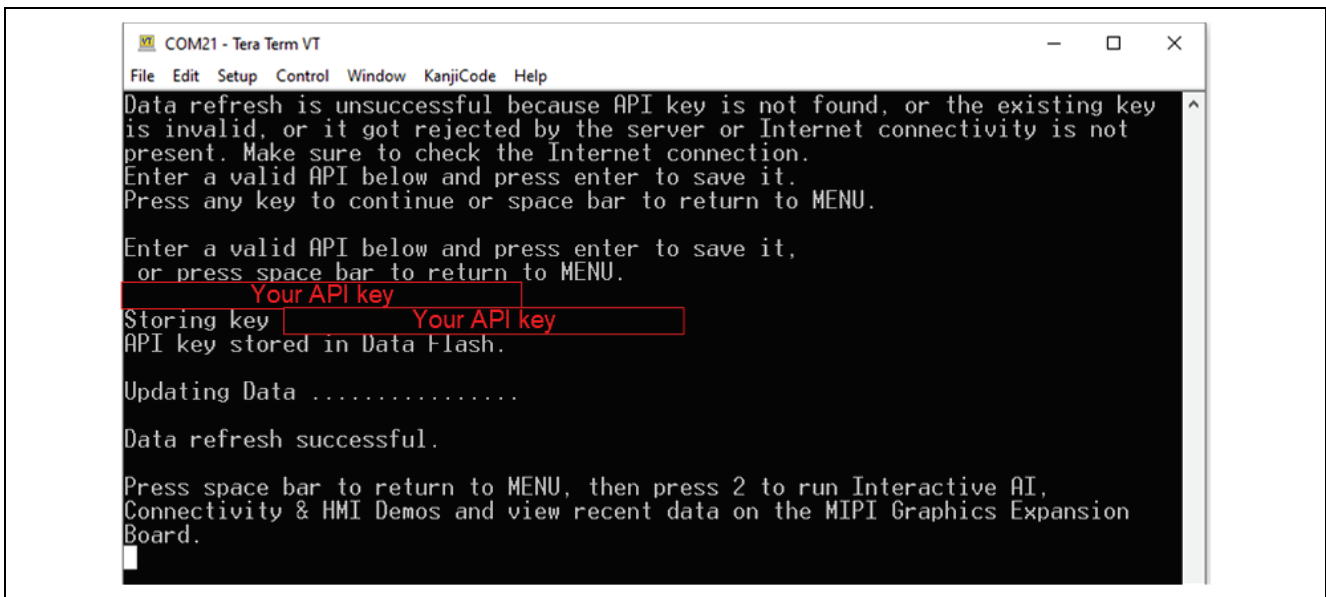 COM21 - Tera Term VT
File Edit Setup Control Window KanjiCode Help
Data refresh is unsuccessful because API key is not found, or the existing key
is invalid, or it got rejected by the server or Internet connectivity is not
present. Make sure to check the Internet connection.
Enter a valid API below and press enter to save it.
Press any key to continue or space bar to return to MENU.
Enter a valid API below and press enter to save it,
or press space bar to return to MENU.
Your API key
Storing key Your API key
API key stored in Data Flash.
Updating Data ................
Data refresh successful.
Press space bar to return to MENU, then press 2 to run Interactive AI,
Connectivity & HMI Demos and view recent data on the MIPI Graphics Expansion
Board.